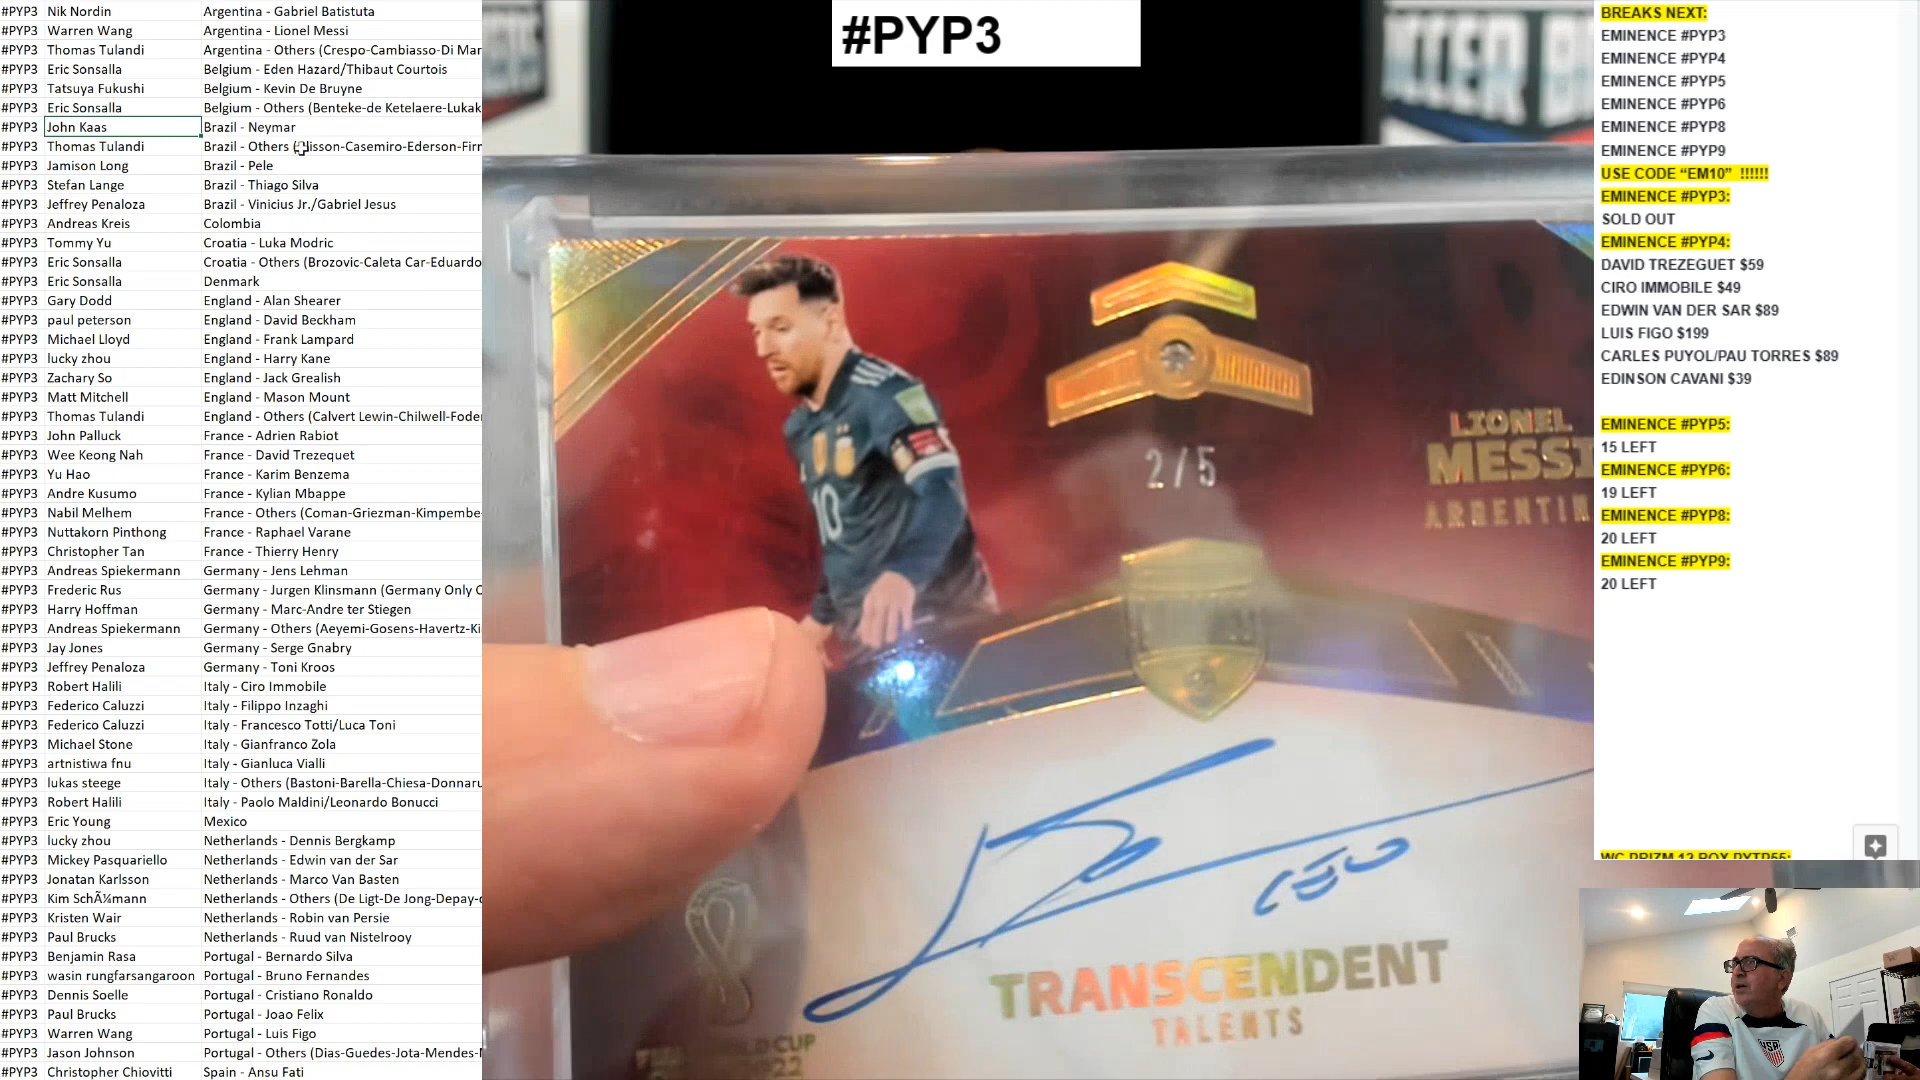 #PYP3 Nik Nordin Argentina - Gabriel Batistuta
#PYP3 Warren Wang Argentina - Lionel Messi
#PYP3 Thomas Tulandi Argentina - Others (Crespo-Cambiasso-Di Mar
#PYP3 Eric Sonsalla Belgium - Eden Hazard/Thibaut Courtois
#PYP3 Tatsuya Fukushi Belgium - Kevin De Bruyne
#PYP3 Eric Sonsalla Belgium - Others (Benteke-de Ketelaere-Lukak
#PYP3 John Kaas Brazil - Neymar
#PYP3 Thomas Tulandi Brazil - Others -Casemiro-Ederson-Firr
#PYP3 Jamison Long Brazil - Pele
#PYP3 Stefan Lange Brazil - Thiago Silva
#PYP3 Jeffrey Penaloza Brazil - Vinicius Jr./Gabriel Jesus
#PYP3 Andreas Kreis Colombia
#PYP3 Tommy Yu Croatia - Luka Modric
#PYP3 Eric Sonsalla Croatia - Others (Brozovic-Caleta Car-Eduardo
#PYP3 Eric Sonsalla Denmark
#PYP3 Gary Dodd England - Alan Shearer
#PYP3 paul peterson England - David Beckham
#PYP3 Michael Lloyd England - Frank Lampard
#PYP3 lucky zhou England - Harry Kane
#PYP3 Zachary So England - Jack Grealish
#PYP3 Matt Mitchell England - Mason Mount
#PYP3 Thomas Tulandi England - Others (Calvert Lewin-Chilwell-Foder
#PYP3 John Palluck France - Adrien Rabiot
#PYP3 Wee Keong Nah France - David Trezequet
#PYP3 Yu Hao France - Karim Benzema
#PYP3 Andre Kusumo France - Kylian Mbappe
#PYP3 Nabil Melhem France - Others (Coman-Griezman-Kimpembe-
#PYP3 Nuttakorn Pinthong France - Raphael Varane
#PYP3 Christopher Tan France - Thierry Henry
#PYP3 Andreas Spiekermann Germany - Jens Lehman
#PYP3 Frederic Rus Germany - Jurgen Klinsmann (Germany Only C
#PYP3 Harry Hoffman Germany - Marc-Andre ter Stiegen
#PYP3 Andreas Spiekermann Germany - Others (Aeyemi-Gosens-Havertz-Ki
#PYP3 Jay Jones Germany - Serge Gnabry
#PYP3 Jeffrey Penaloza Germany - Toni Kroos
#PYP3 Robert Halili Italy - Ciro Immobile
#PYP3 Federico Caluzzi Italy - Filippo Inzaghi
#PYP3 Federico Caluzzi Italy - Francesco Totti/Luca Toni
#PYP3 Michael Stone Italy - Gianfranco Zola
#PYP3 artnistiwa fnu Italy - Gianluca Vialli
#PYP3 lukas steege Italy - Others (Bastoni-Barella-Chiesa-Donnaru
#PYP3 Robert Halili Italy - Paolo Maldini/Leonardo Bonucci
#PYP3 Eric Young Mexico
#PYP3 lucky zhou Netherlands - Dennis Bergkamp
#PYP3 Mickey Pasquariello Netherlands - Edwin van der Sar
#PYP3 Jonatan Karlsson Netherlands - Marco Van Basten
#PYP3 Kim SchÃ¼mann Netherlands - Others (De Ligt-De Jong-Depay-d
#PYP3 Kristen Wair Netherlands - Robin van Persie
#PYP3 Paul Brucks Netherlands - Ruud van Nistelrooy
#PYP3 Benjamin Rasa Portugal - Bernardo Silva
#PYP3 wasin rungfarsangaroon Portugal - Bruno Fernandes
#PYP3 Dennis Soelle Portugal - Cristiano Ronaldo
#PYP3 Paul Brucks Portugal - Joao Felix
#PYP3 Warren Wang Portugal - Luis Figo
#PYP3 Jason Johnson Portugal - Others (Dias-Guedes-Jota-Mendes-
#PYP3 Christopher Chiovitti Spain - Ansu Fati
#PYP3
LIONEL
MESSI
ARGENTIN
2/5
10
CEO
TRANSCENDENT
TALENTS
LD CUP
22
BREAKS NEXT:
EMINENCE #PYP3
EMINENCE #PYP4
EMINENCE #PYP5
EMINENCE #PYP6
EMINENCE #PYP8
EMINENCE #PYP9
USE CODE “EM10” !!!!!!
EMINENCE #PYP3:
SOLD OUT
EMINENCE #PYP4:
DAVID TREZEGUET $59
CIRO IMMOBILE $49
EDWIN VAN DER SAR $89
LUIS FIGO $199
CARLES PUYOL/PAU TORRES $89
EDINSON CAVANI $39
EMINENCE #PYP5:
15 LEFT
EMINENCE #PYP6:
19 LEFT
EMINENCE #PYP8:
20 LEFT
EMINENCE #PYP9:
20 LEFT
WC PRIZM 12 BOX PYTP55:
USA